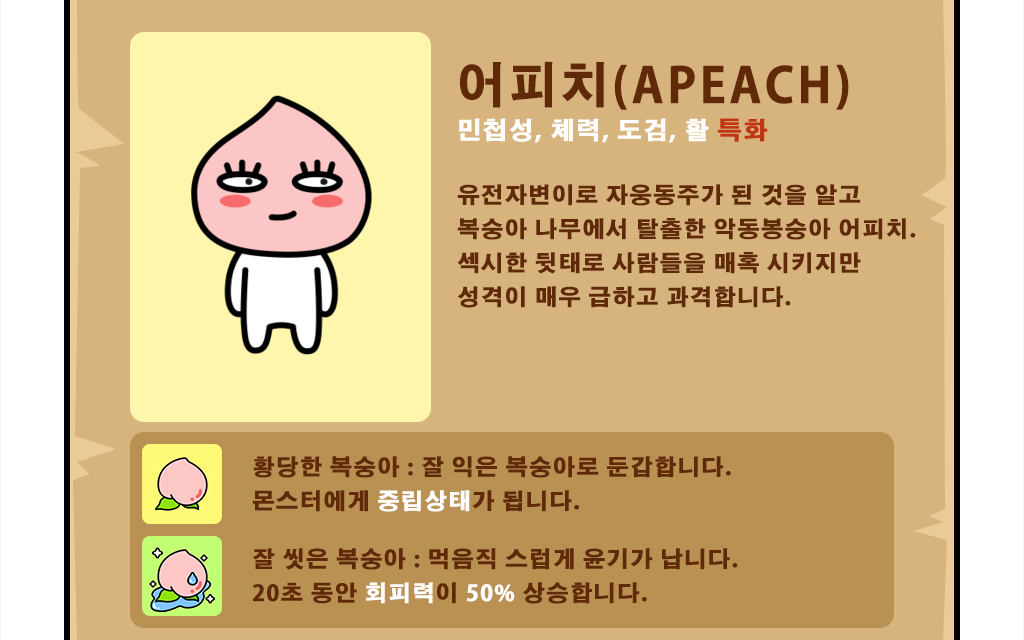 어피치(APEACH)
민첩성, 체력, 도검, 활 특화
유전자변이로 자웅동주가 된 것을 알고
복숭아 나무에서 탈출한 악동봉숭아 어피치.
섹시한 뒷태로 사람들을 매혹 시키지만
성격이 매우 급하고 과격합니다.
황당한 복숭아 : 잘 익은 복숭아로 둔갑합니다.
몬스터에게 중립상태가 됩니다.
잘 씻은 복숭아 : 먹음직 스럽게 윤기가 납니다.
20초 동안 회피력이 50% 상승합니다.